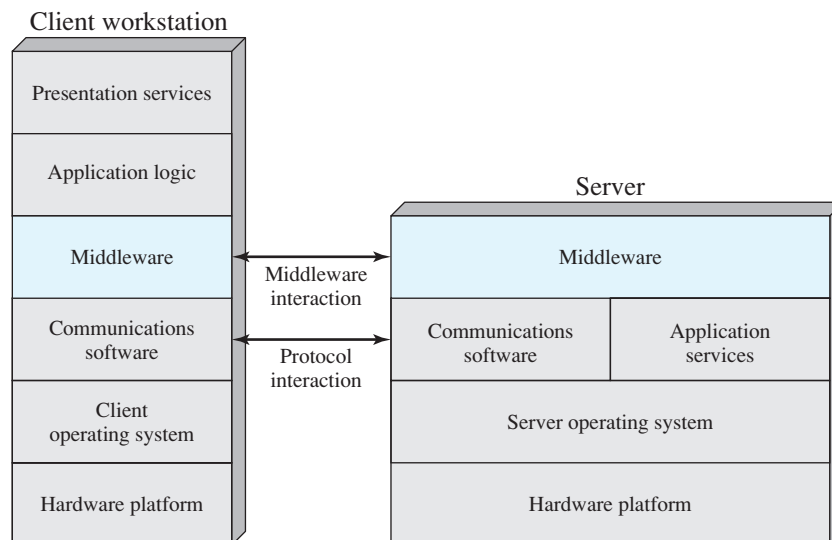 Client workstation
Presentation services
Application logic
Middleware
Communications
software
Client
operating system
Hardware platform
Middleware
interaction
Protocol
interaction
Server
Middleware
Communications
software
Application
services
Server operating system
Hardware platform